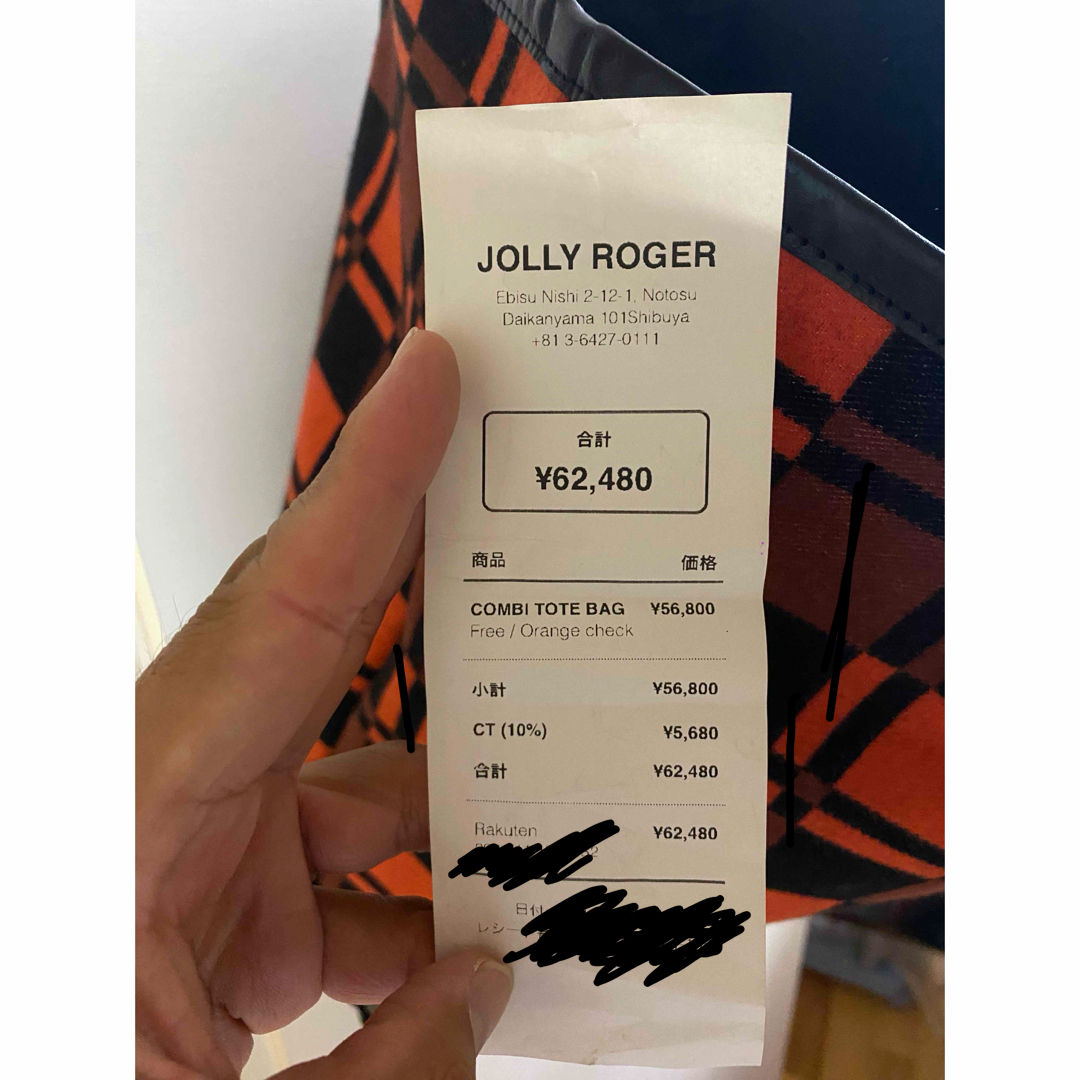 JOLLY ROGER
Ebisu Nishi 2-12-1, Notosu
Daikanyama 101Shibuya
+81 3-6427-0111
合計
¥62,480
商品 価格
COMBI TOTE BAG ¥56,800
Free / Orange check
小計 ¥56,800
CT (10%) ¥5,680
合計 ¥62,480
Rakuten ¥62,480
日付